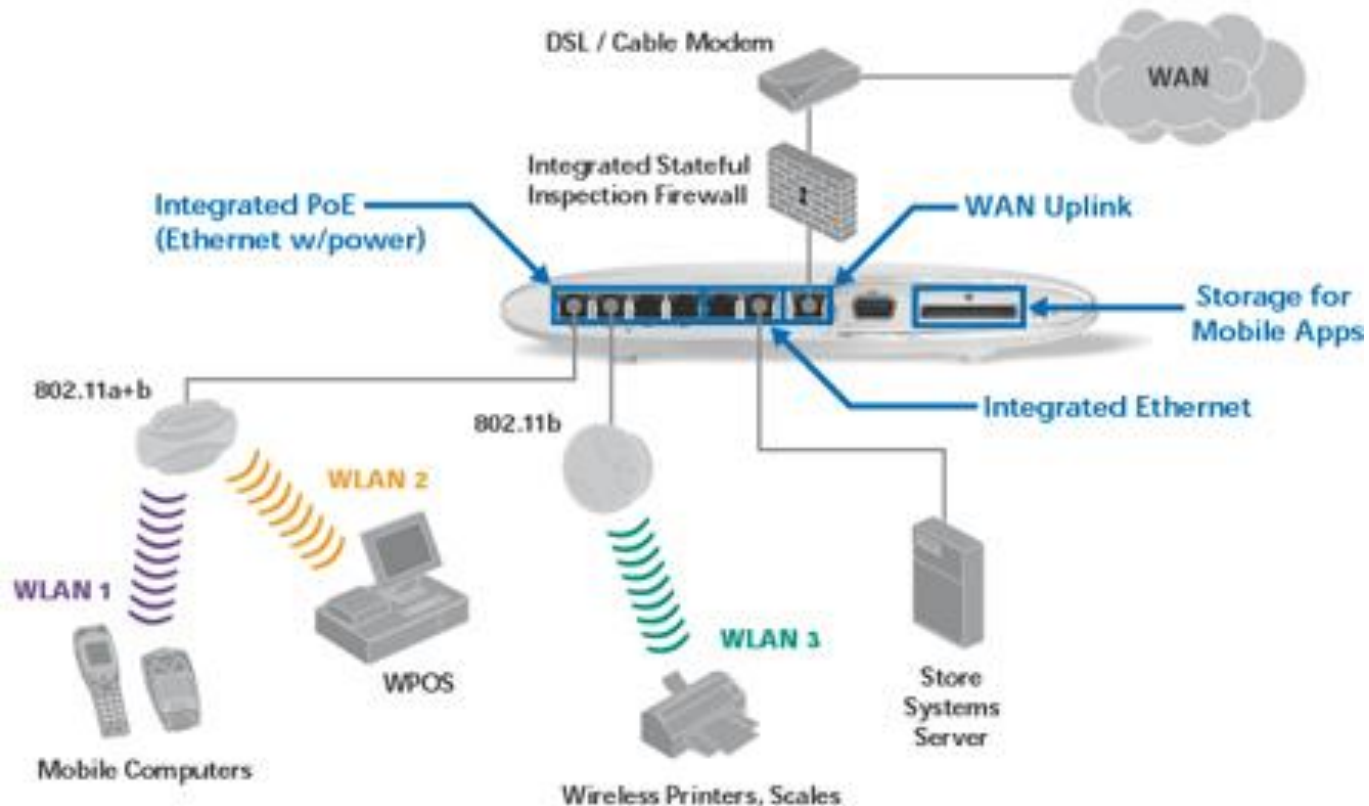 DSL / Cable Modem
WAN
Integrated Stateful
Inspection Firewall
Integrated PoE
(Ethernet w/power)
WAN Uplink
Storage for
Mobile Apps
802.11a+b
Integrated Ethernet
802.11b
WLAN 2
WLAN 1
WLAN 3
WPOS
Store
Systems
Server
Mobile Computers
Wireless Printers, Scales